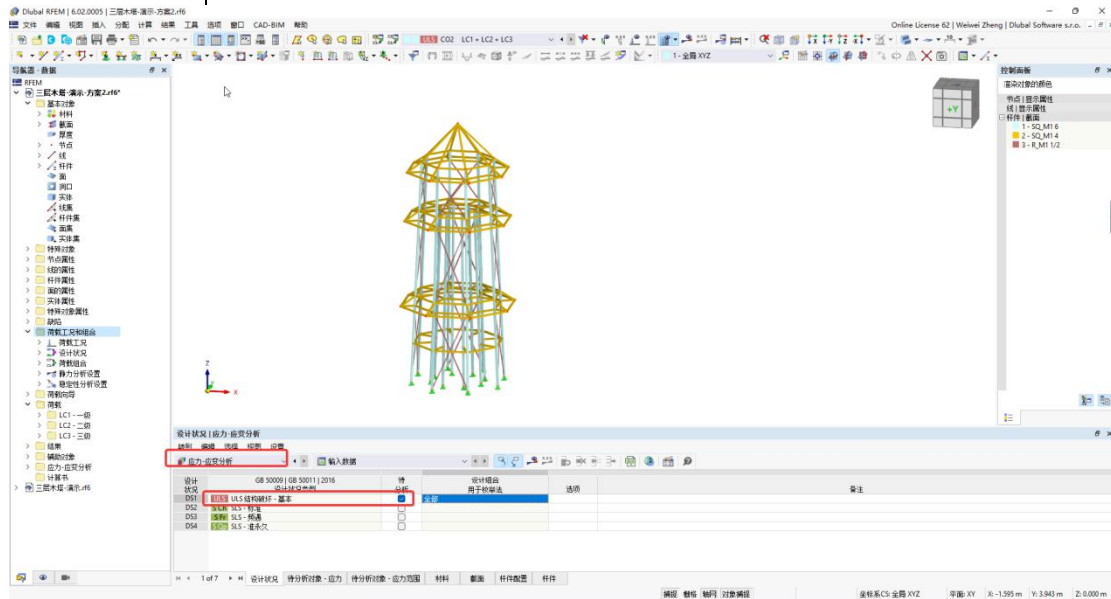 Dlubal RFEM | 6.02.0005 | 三层木塔-演示-方案2.rf6
文件 编辑 视图 插入 分配 计算 结果 工具 选项 窗口 CAD-BIM 帮助
Online License 62 | Weiwei Zheng | Dlubal Software s.r.o.
ULS CO2 LC1 + LC2 + LC3
1 - 全局 XYZ
导航器 - 数据
RFEM
三层木塔-演示-方案2.rf6*
基本对象
材料
截面
厚度
节点
线
杆件
面
洞口
实体
线集
杆件集
面集
实体集
特殊对象
节点属性
线的属性
杆件属性
面的属性
实体属性
特殊对象属性
缺陷
荷载工况和组合
荷载工况
设计状况
荷载组合
静力分析设置
稳定性分析设置
荷载向导
荷载
LC1 - 一级
LC2 - 二级
LC3 - 三级
结果
辅助对象
应力-应变分析
计算书
三层木塔-演示.rf6
+Y
Z
X
控制面板
渲染对象的颜色
节点 | 显示属性
线 | 显示属性
杆件 | 截面
1 - SQ_M1 6
2 - SQ_M1 4
3 - R_M1 1/2
设计状况 | 应力-应变分析
转到 编辑 选择 视图 设置
应力-应变分析 输入数据
设计状况 GB 50009 | GB 50011 | 2016 设计状况类型 待分析 设计组合 用于枚举法 选项 备注
DS1 ULS ULS 结构破坏 - 基本 全部
DS2 S Ch SLS - 标准
DS3 S Fr SLS - 频遇
DS4 S Qp SLS - 准永久
1 of 7 设计状况 待分析对象 - 应力 待分析对象 - 应力范围 材料 截面 杆件配置 杆件
捕捉 栅格 轴网 对象捕捉 坐标系CS: 全局 XYZ 平面: XY X: -1.595 m Y: 3.943 m Z: 0.000 m